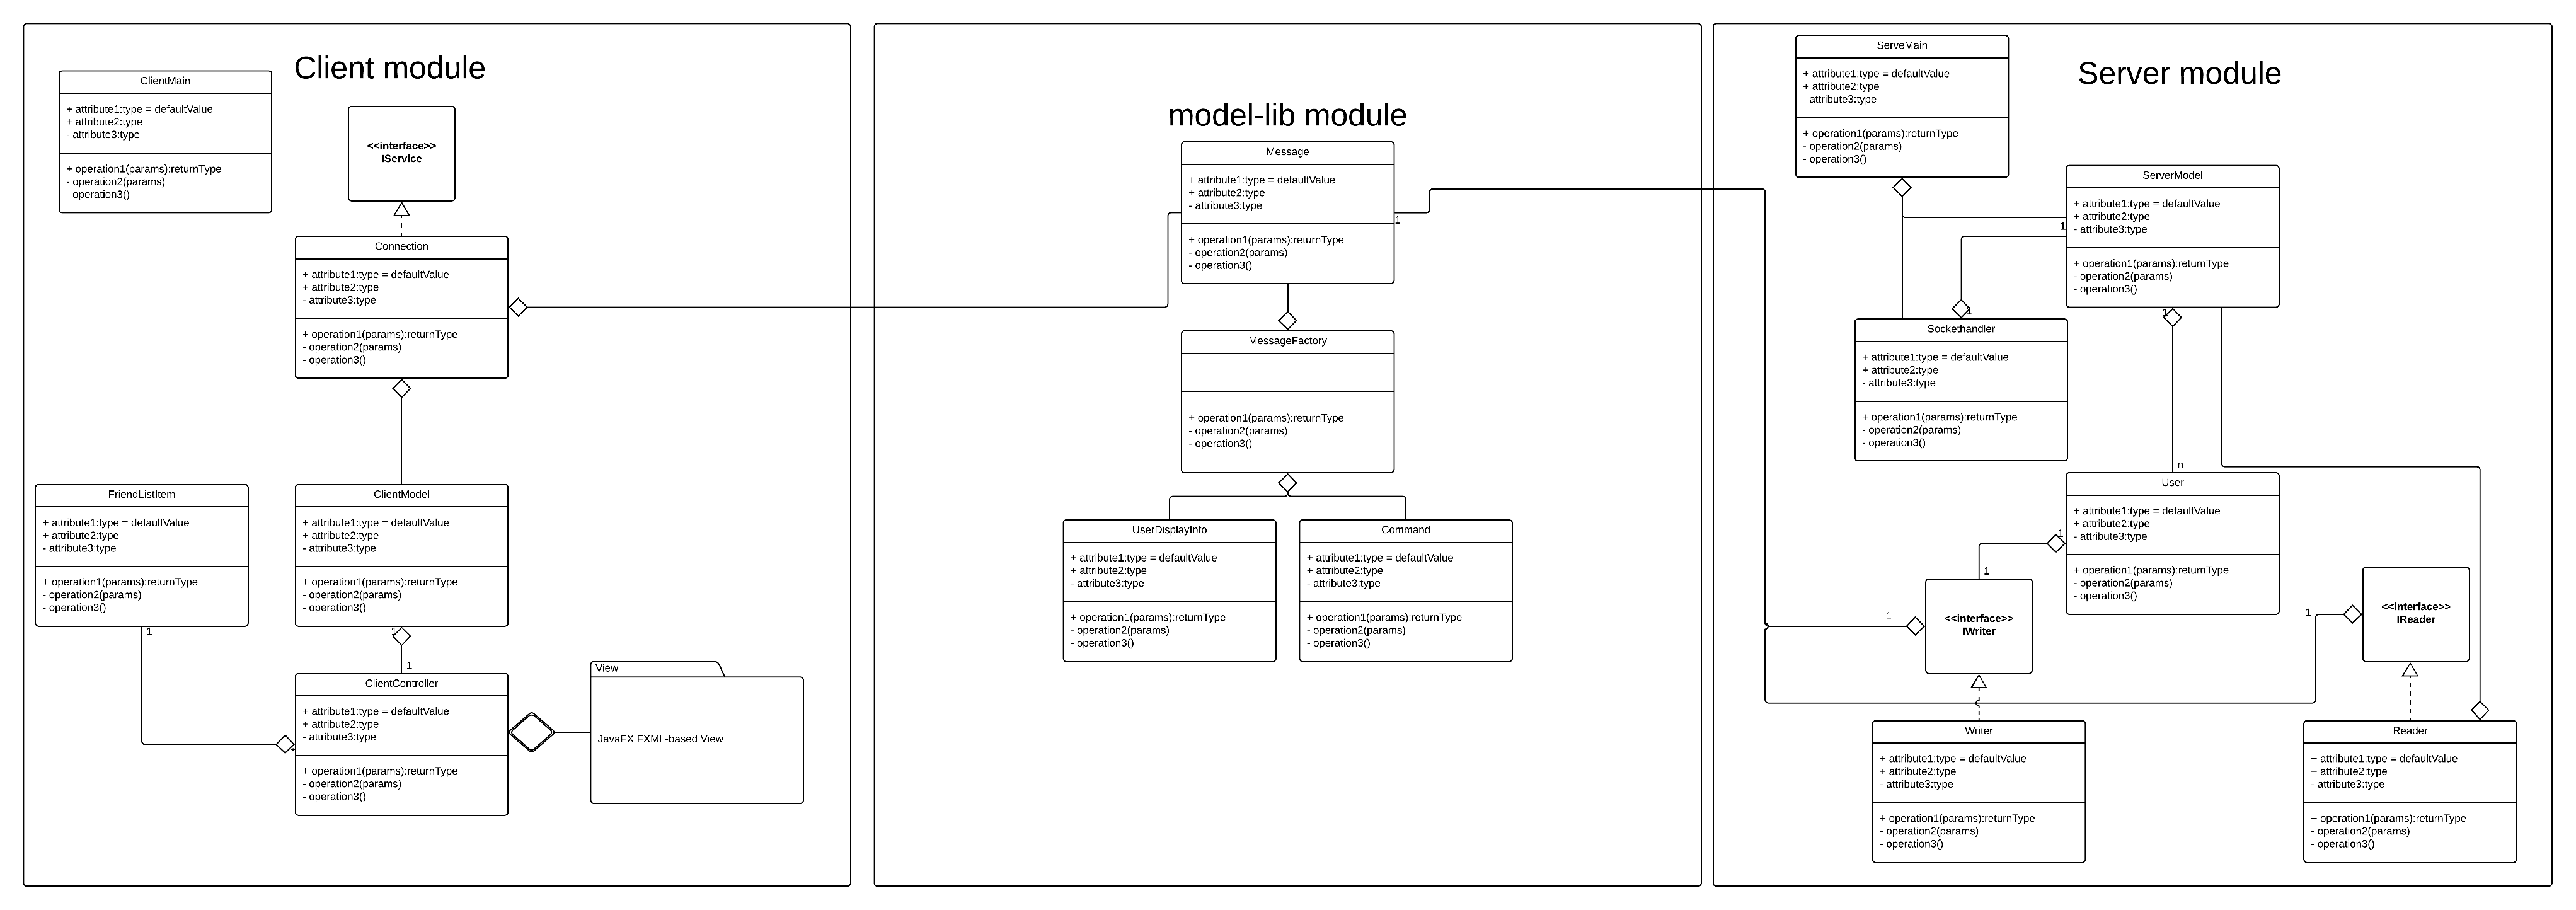 Client module
ClientMain
+ attribute1:type = defaultValue
+ attribute2:type
- attribute3:type
+ operation1(params):returnType
- operation2(params)
- operation3()
<<interface>>
IService
Connection
+ attribute1:type = defaultValue
+ attribute2:type
- attribute3:type
+ operation1(params):returnType
- operation2(params)
- operation3()
FriendListItem
+ attribute1:type = defaultValue
+ attribute2:type
- attribute3:type
+ operation1(params):returnType
- operation2(params)
- operation3()
1
ClientModel
+ attribute1:type = defaultValue
+ attribute2:type
- attribute3:type
+ operation1(params):returnType
- operation2(params)
- operation3()
1
1
ClientController
+ attribute1:type = defaultValue
+ attribute2:type
- attribute3:type
+ operation1(params):returnType
- operation2(params)
- operation3()
*
View
JavaFX FXML-based View
model-lib module
Message
+ attribute1:type = defaultValue
+ attribute2:type
- attribute3:type
1
+ operation1(params):returnType
- operation2(params)
- operation3()
MessageFactory
+ operation1(params):returnType
- operation2(params)
- operation3()
UserDisplayInfo
+ attribute1:type = defaultValue
+ attribute2:type
- attribute3:type
+ operation1(params):returnType
- operation2(params)
- operation3()
Command
+ attribute1:type = defaultValue
+ attribute2:type
- attribute3:type
+ operation1(params):returnType
- operation2(params)
- operation3()
Server module
ServeMain
+ attribute1:type = defaultValue
+ attribute2:type
- attribute3:type
+ operation1(params):returnType
- operation2(params)
- operation3()
ServerModel
+ attribute1:type = defaultValue
+ attribute2:type
- attribute3:type
1
+ operation1(params):returnType
- operation2(params)
- operation3()
1
1
Sockethandler
+ attribute1:type = defaultValue
+ attribute2:type
- attribute3:type
+ operation1(params):returnType
- operation2(params)
- operation3()
n
User
+ attribute1:type = defaultValue
+ attribute2:type
- attribute3:type
1
+ operation1(params):returnType
- operation2(params)
- operation3()
1
1
<<interface>>
IWriter
1
<<interface>>
IReader
Writer
+ attribute1:type = defaultValue
+ attribute2:type
- attribute3:type
+ operation1(params):returnType
- operation2(params)
- operation3()
Reader
+ attribute1:type = defaultValue
+ attribute2:type
- attribute3:type
+ operation1(params):returnType
- operation2(params)
- operation3()